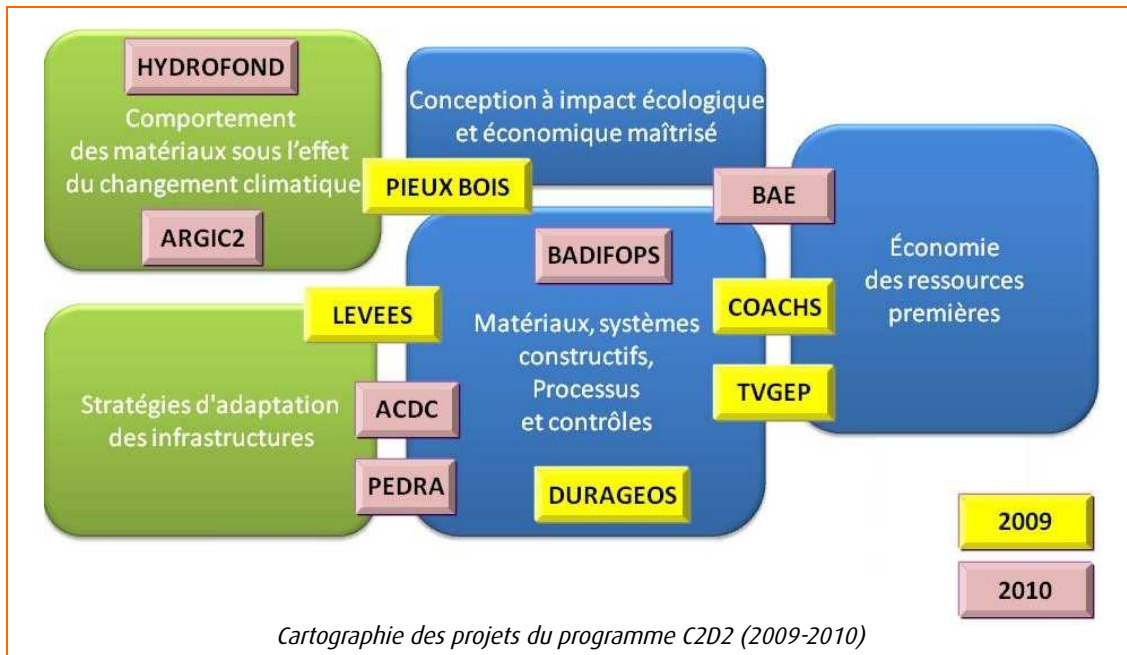 HYDROFOND
Comportement
des matériaux sous l'effet
du changement climatique
ARGIC2
PIEUX BOIS
Conception à impact écologique
et économique maîtrisé
BAE
BADIFOPS
Économie
des ressources
premières
LEVEES
COACHS
Matériaux, systèmes
constructifs,
Processus
et contrôles
TVGEP
Stratégies d'adaptation
des infrastructures
ACDC
PEDRA
DURAGEOS
2009
2010
Cartographie des projets du programme C2D2 (2009-2010)